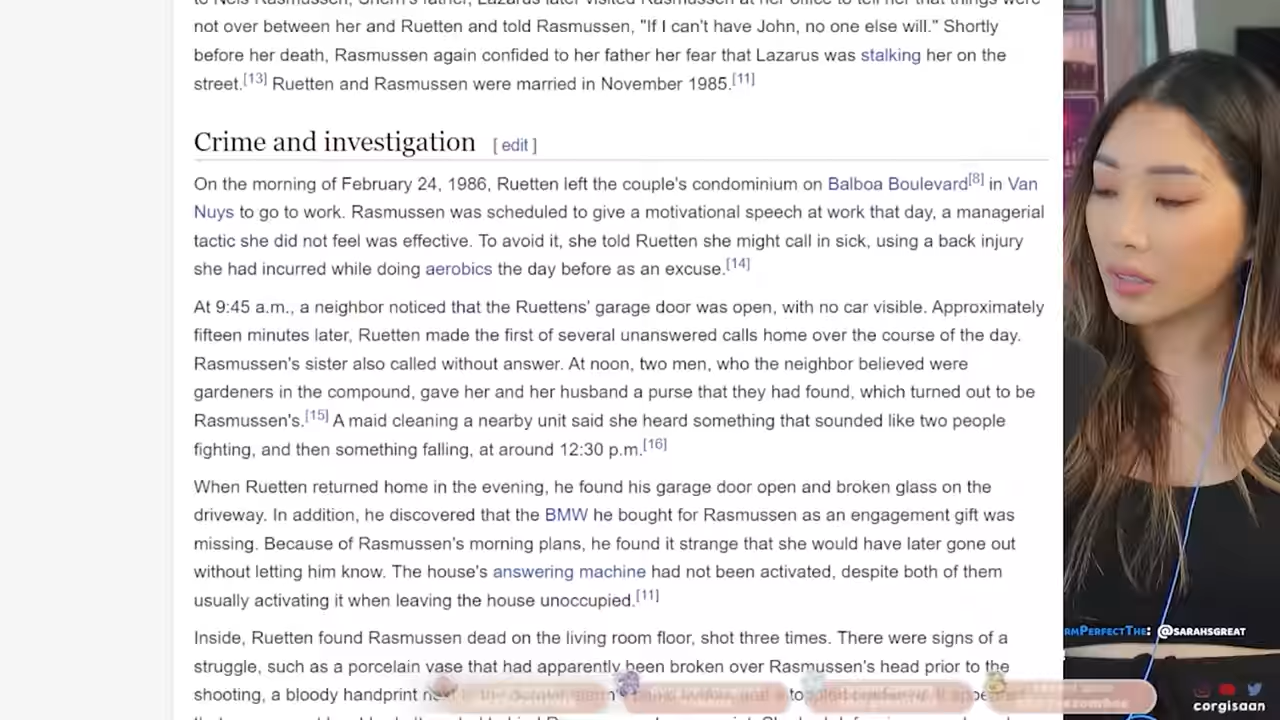 to Nels Rasmussen, Sherri's father, Lazarus later visited Rasmussen at her office to tell her that things were
not over between her and Ruetten and told Rasmussen, "If I can't have John, no one else will." Shortly
before her death, Rasmussen again confided to her father her fear that Lazarus was stalking her on the
street.[13] Ruetten and Rasmussen were married in November 1985.[11]
Crime and investigation [ edit ]
On the morning of February 24, 1986, Ruetten left the couple's condominium on Balboa Boulevard[8] in Van
Nuys to go to work. Rasmussen was scheduled to give a motivational speech at work that day, a managerial
tactic she did not feel was effective. To avoid it, she told Ruetten she might call in sick, using a back injury
she had incurred while doing aerobics the day before as an excuse.[14]
At 9:45 a.m., a neighbor noticed that the Ruettens' garage door was open, with no car visible. Approximately
fifteen minutes later, Ruetten made the first of several unanswered calls home over the course of the day.
Rasmussen's sister also called without answer. At noon, two men, who the neighbor believed were
gardeners in the compound, gave her and her husband a purse that they had found, which turned out to be
Rasmussen's.[15] A maid cleaning a nearby unit said she heard something that sounded like two people
fighting, and then something falling, at around 12:30 p.m.[16]
When Ruetten returned home in the evening, he found his garage door open and broken glass on the
driveway. In addition, he discovered that the BMW he bought for Rasmussen as an engagement gift was
missing. Because of Rasmussen's morning plans, he found it strange that she would have later gone out
without letting him know. The house's answering machine had not been activated, despite both of them
usually activating it when leaving the house unoccupied.[11]
Inside, Ruetten found Rasmussen dead on the living room floor, shot three times. There were signs of a
struggle, such as a porcelain vase that had apparently been broken over Rasmussen's head prior to the
shooting, a bloody handprint
RMPERFECTTHE: @SARAHSGREAT
corgisaan